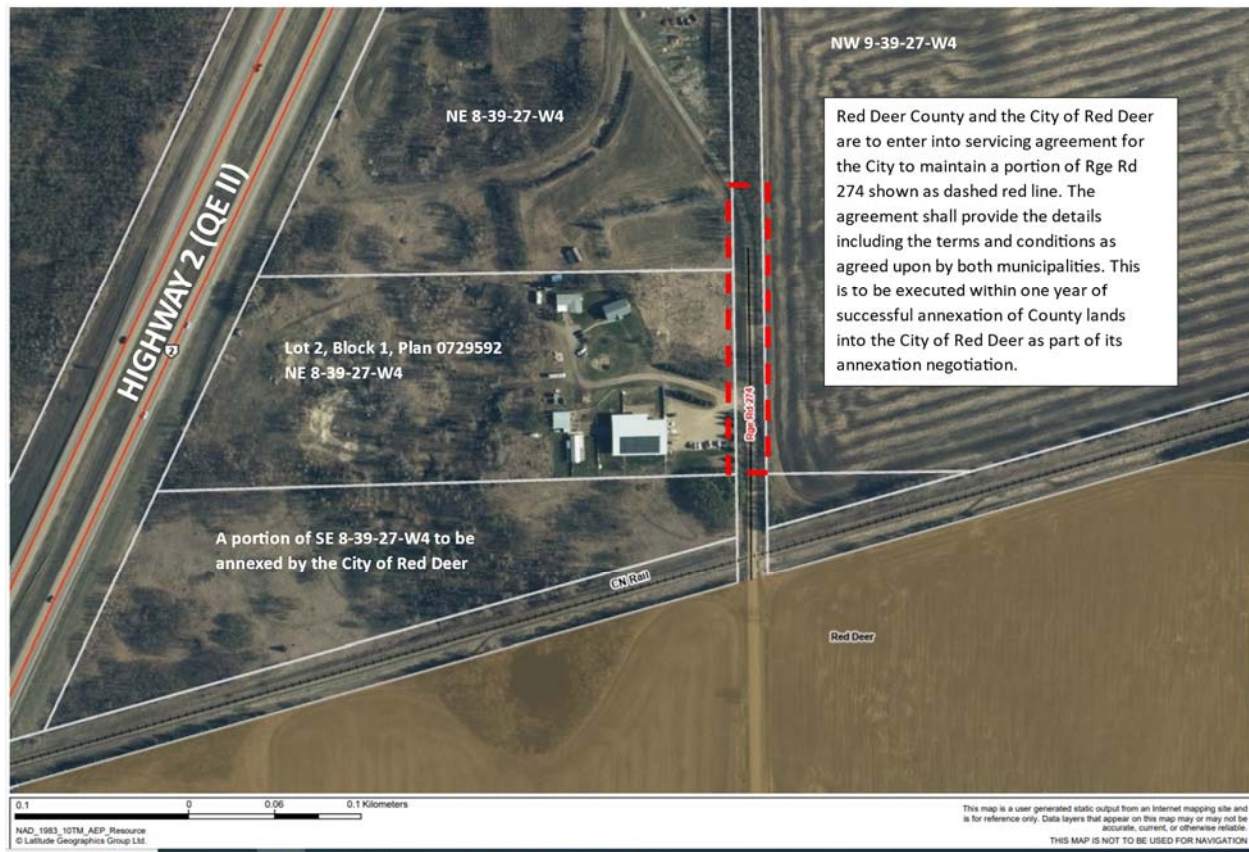 NW 9-39-27-W4
NE 8-39-27-W4
Red Deer County and the City of Red Deer
are to enter into servicing agreement for
the City to maintain a portion of Rge Rd
274 shown as dashed red line. The
agreement shall provide the details
including the terms and conditions as
agreed upon by both municipalities. This
is to be executed within one year of
successful annexation of County lands
into the City of Red Deer as part of its
annexation negotiation.
HIGHWAY 2 (QE II)
2
Lot 2, Block 1, Plan 0729592
NE 8-39-27-W4
Rge Rd 274
A portion of SE 8-39-27-W4 to be
annexed by the City of Red Deer
CN Rail
Red Deer
0.1 0 0.06 0.1 Kilometers
NAD_1983_10TM_AEP_Resource
© Latitude Geographics Group Ltd.
This map is a user generated static output from an Internet mapping site and
is for reference only. Data layers that appear on this map may or may not be
accurate, current, or otherwise reliable.
THIS MAP IS NOT TO BE USED FOR NAVIGATION